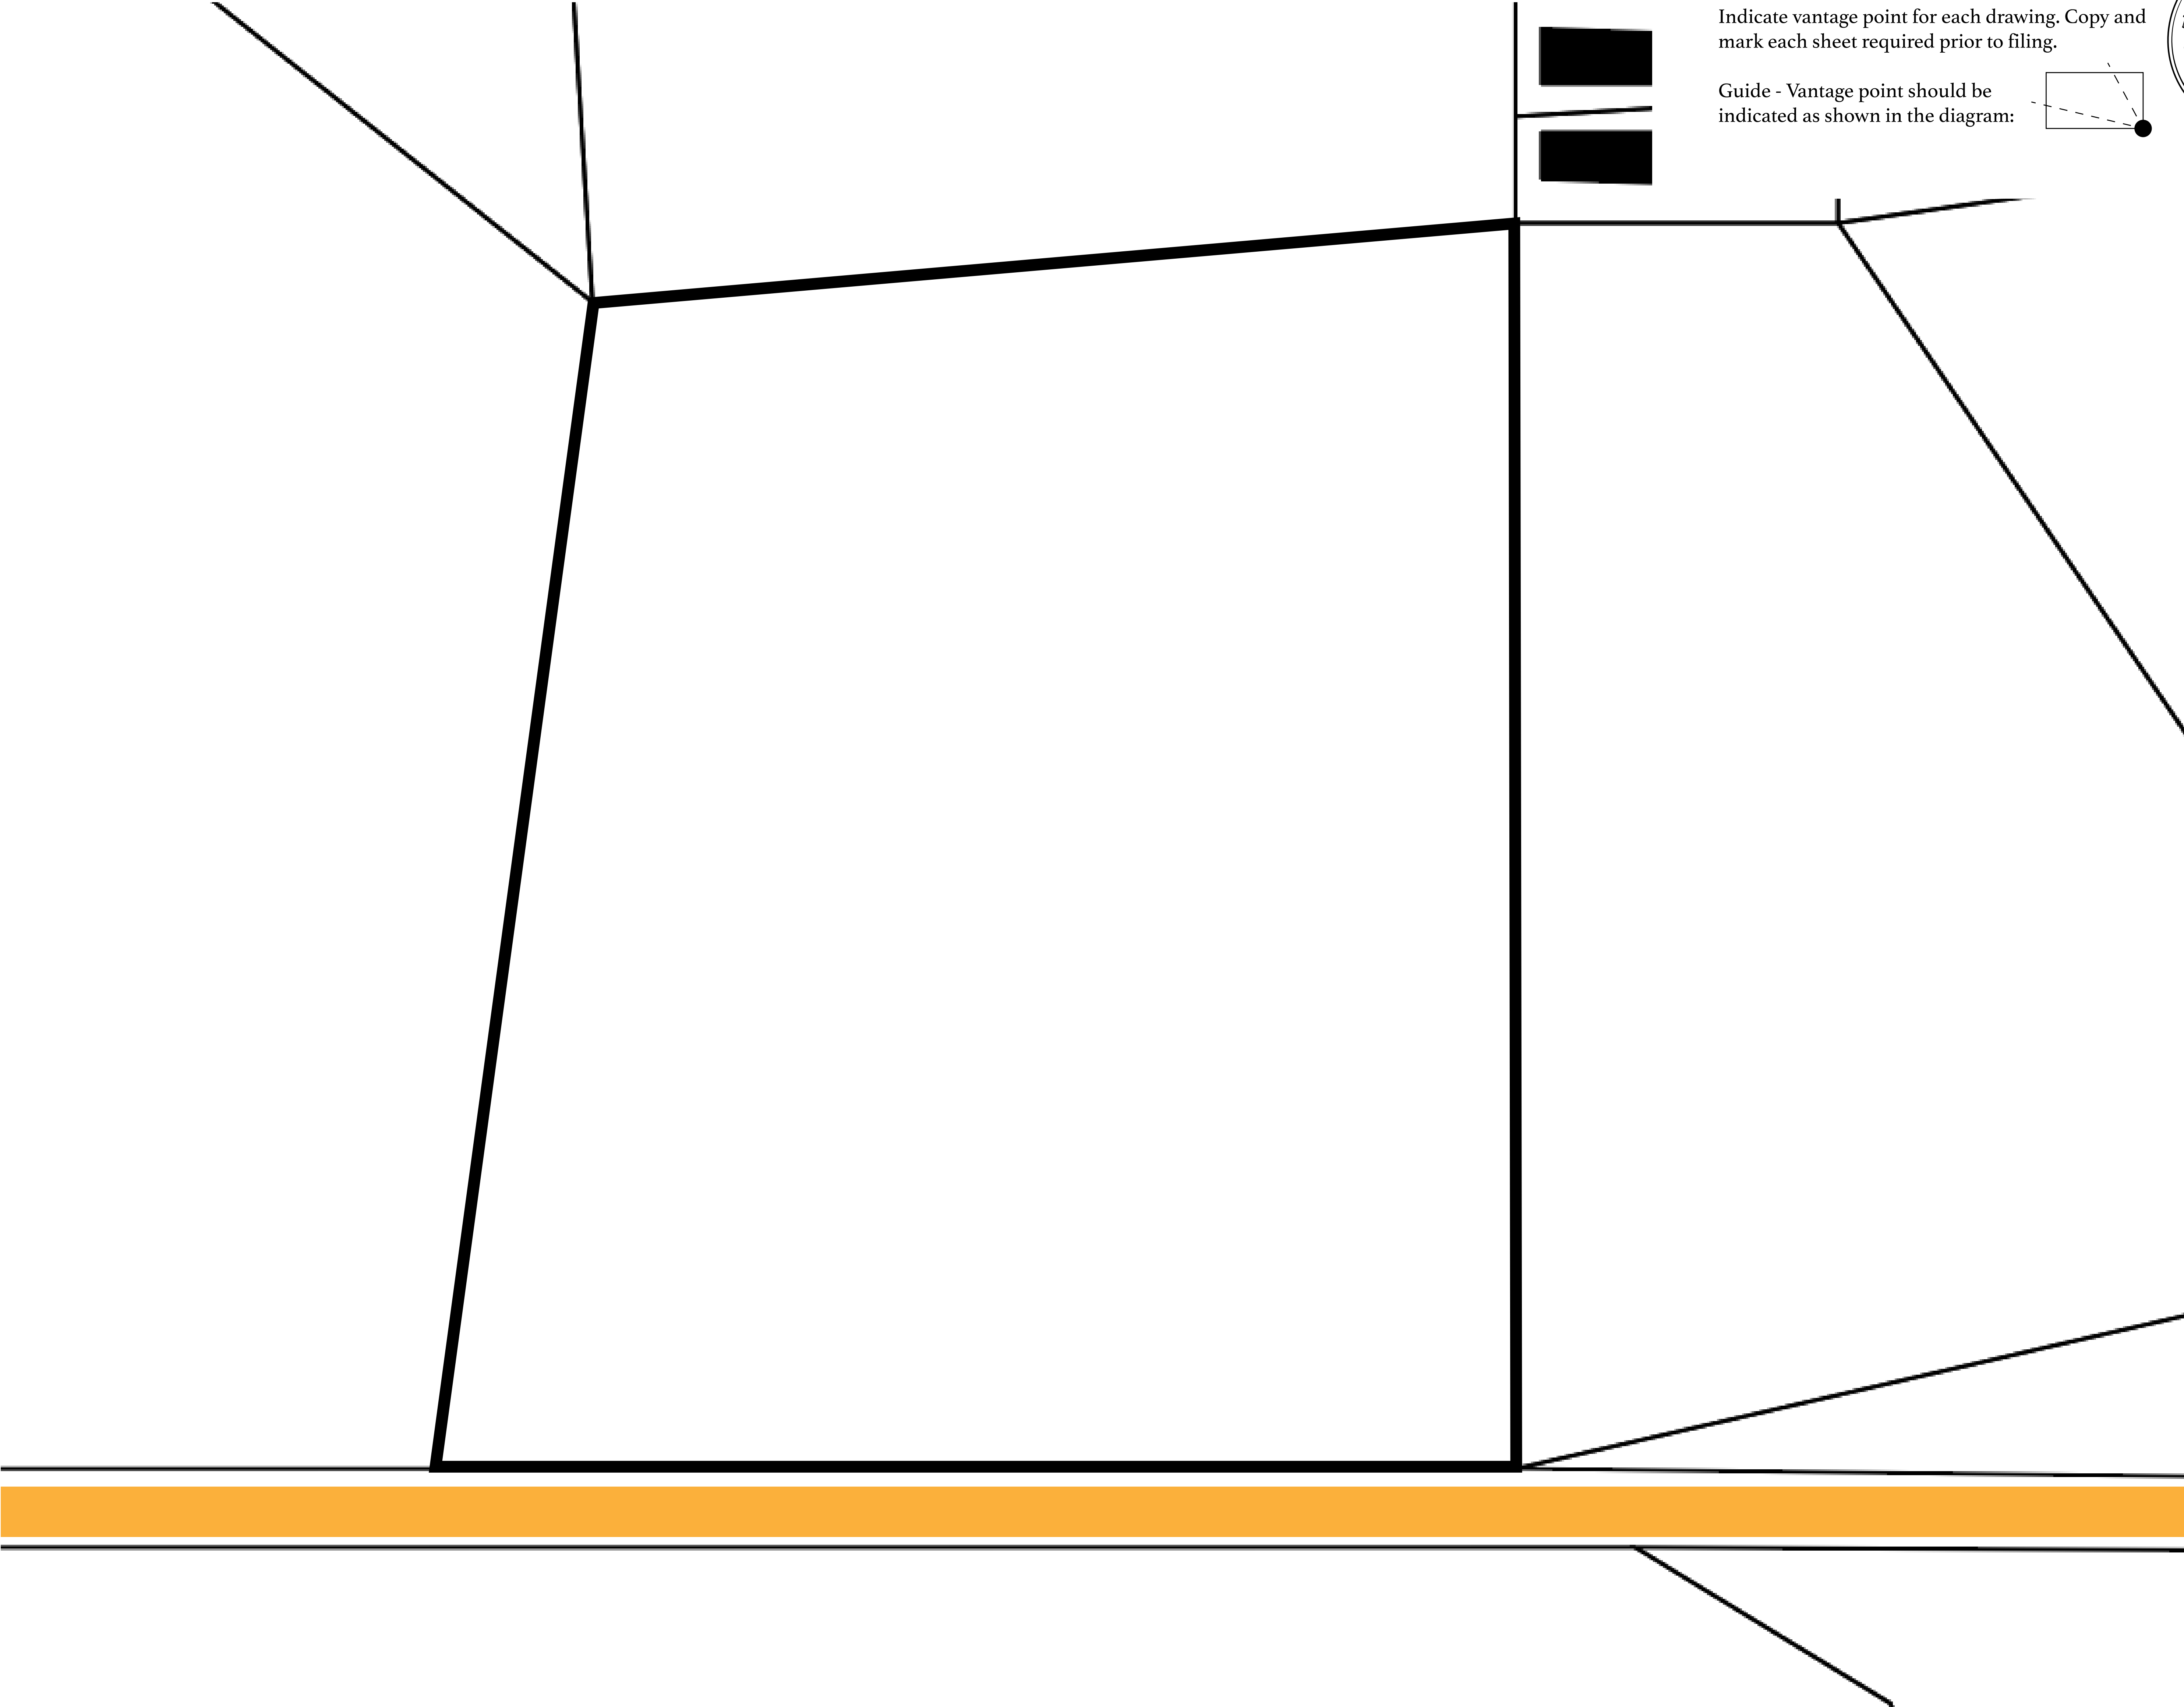 Indicate vantage point for each drawing. Copy and
mark each sheet required prior to filing.
Guide - Vantage point should be
indicated as shown in the diagram: